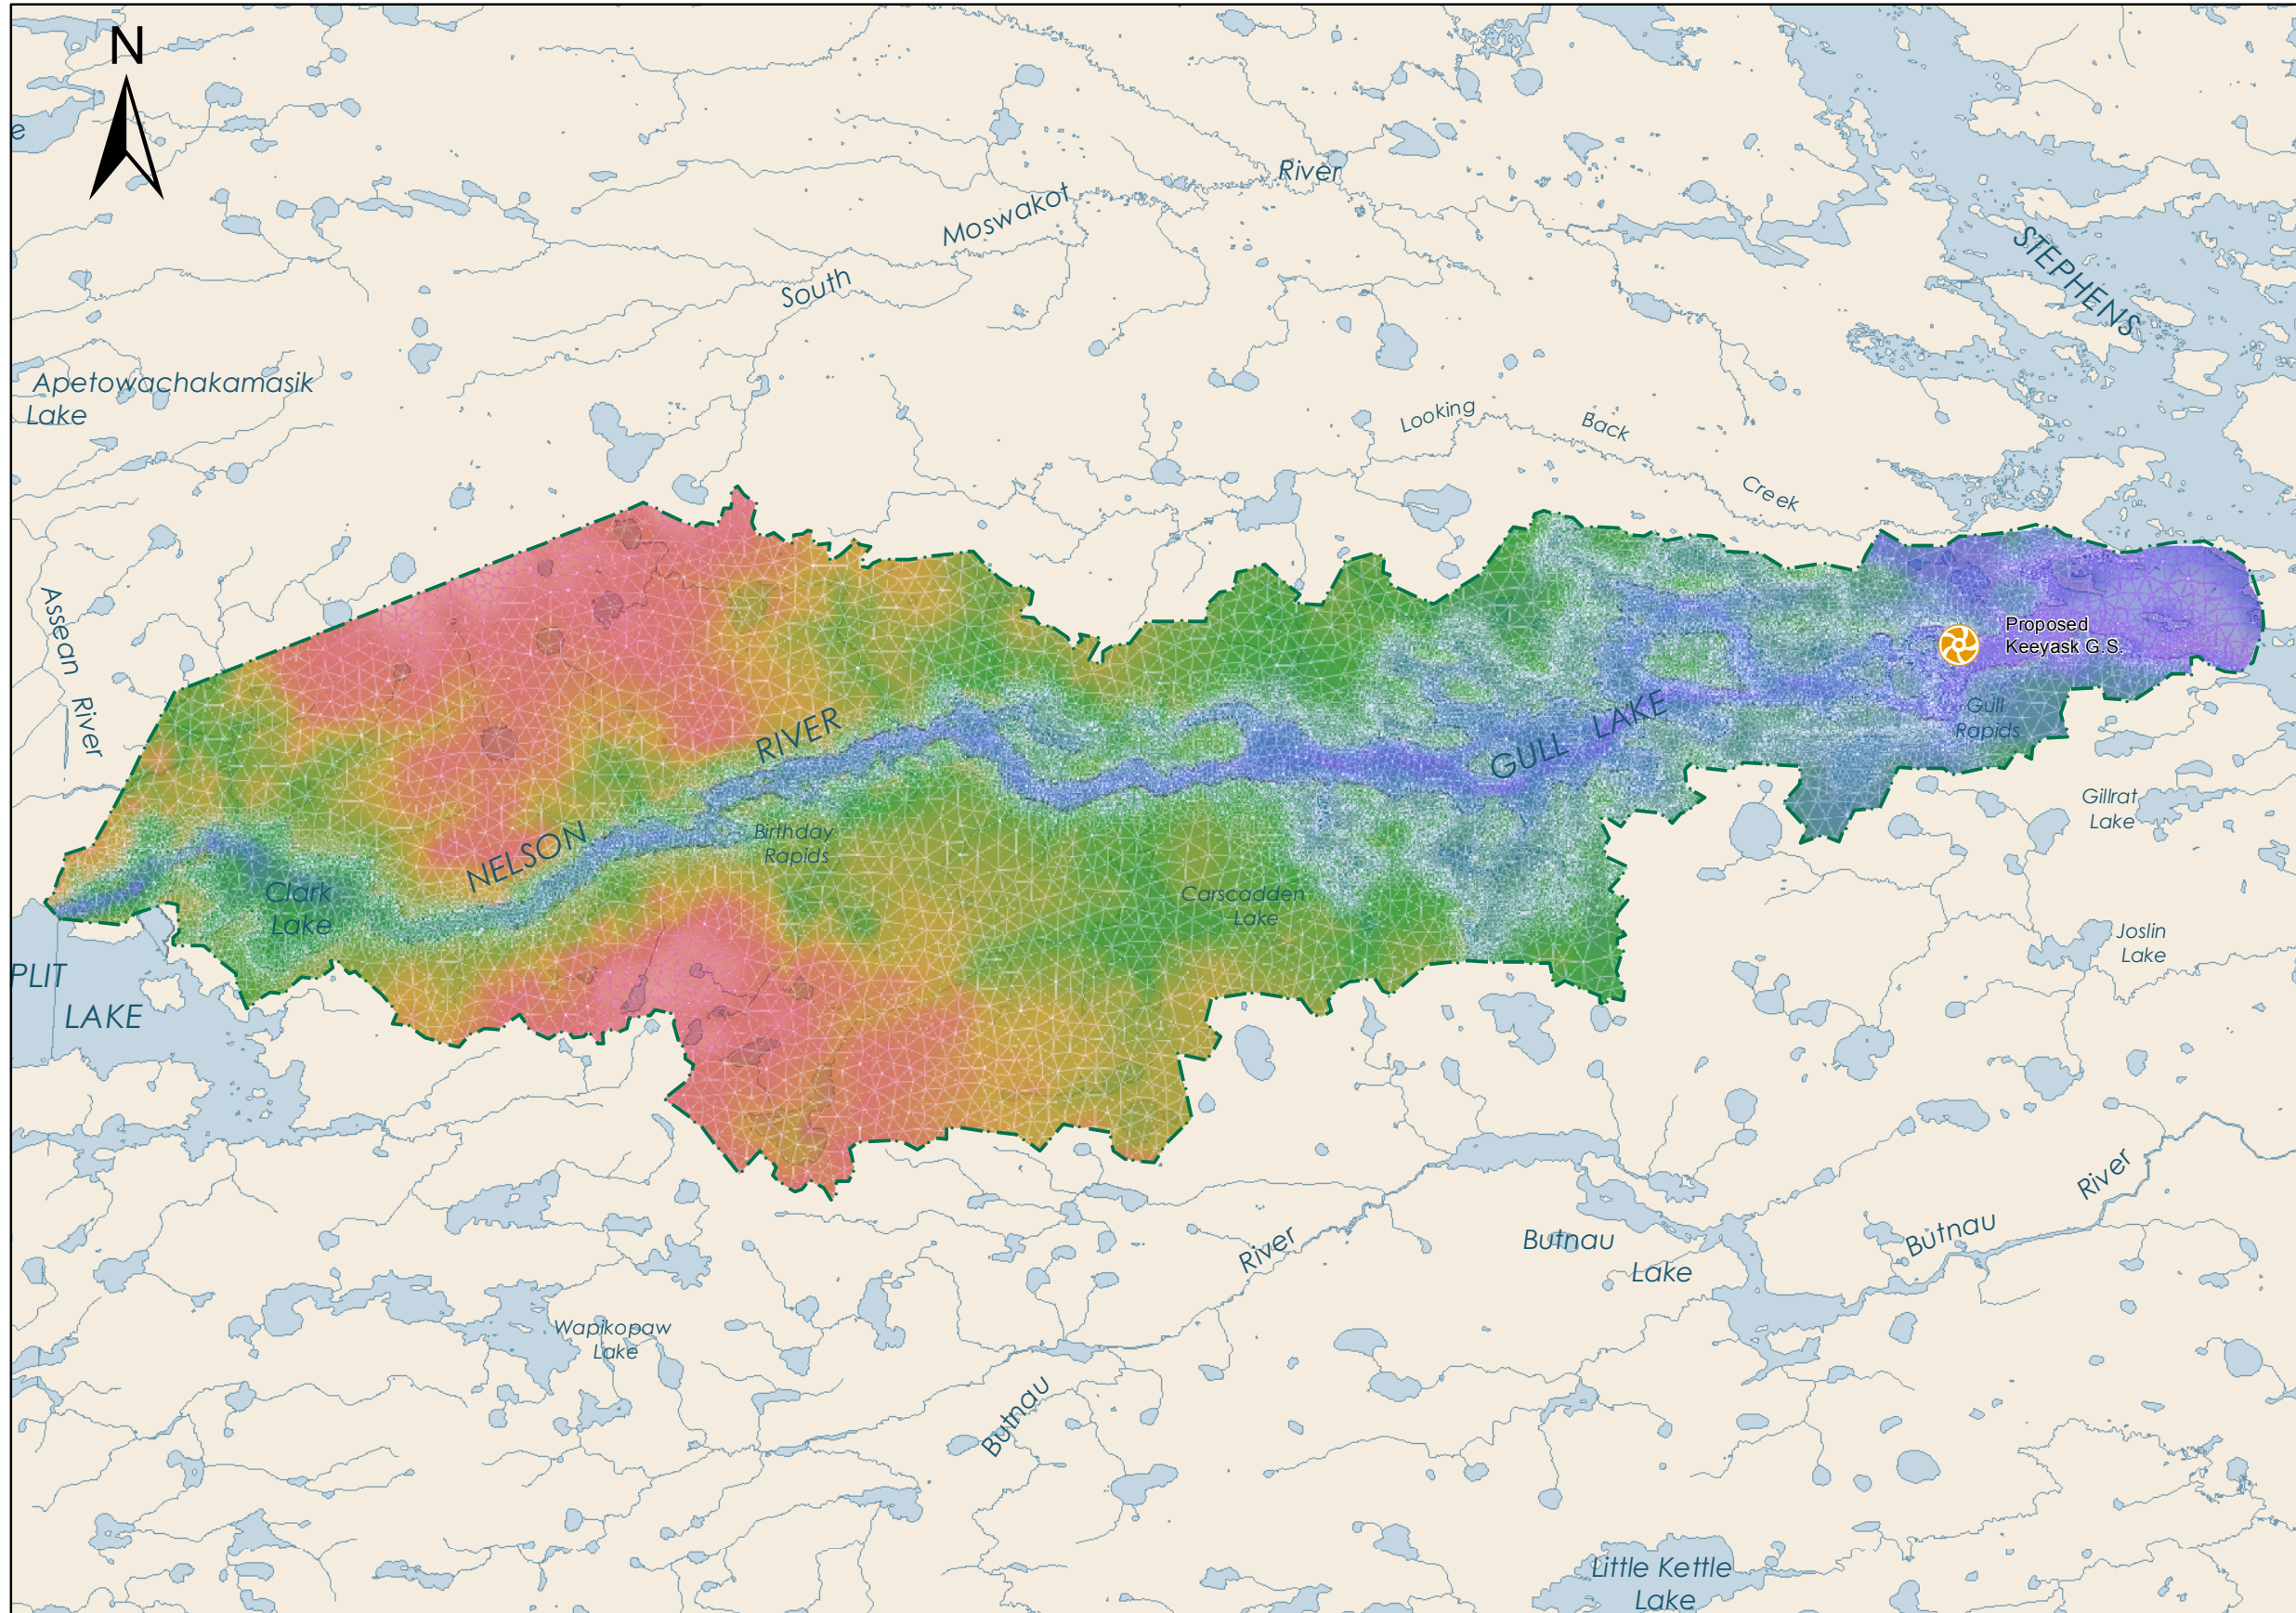 N
e
River
Moswakot
South
STEPHENS
Apetowachakamasik
Lake
Looking
Back
Creek
Assean
River
Proposed
Keeyask G.S.
Gull
Rapids
RIVER
GULL LAKE
NELSON
Birthday
Rapids
Gillrat
Lake
Clark
Lake
Carscadden
Lake
Joslin
Lake
PLIT
LAKE
River
Butnau
River
Butnau
Lake
Wapikopaw
Lake
Butnau
Little Kettle
Lake